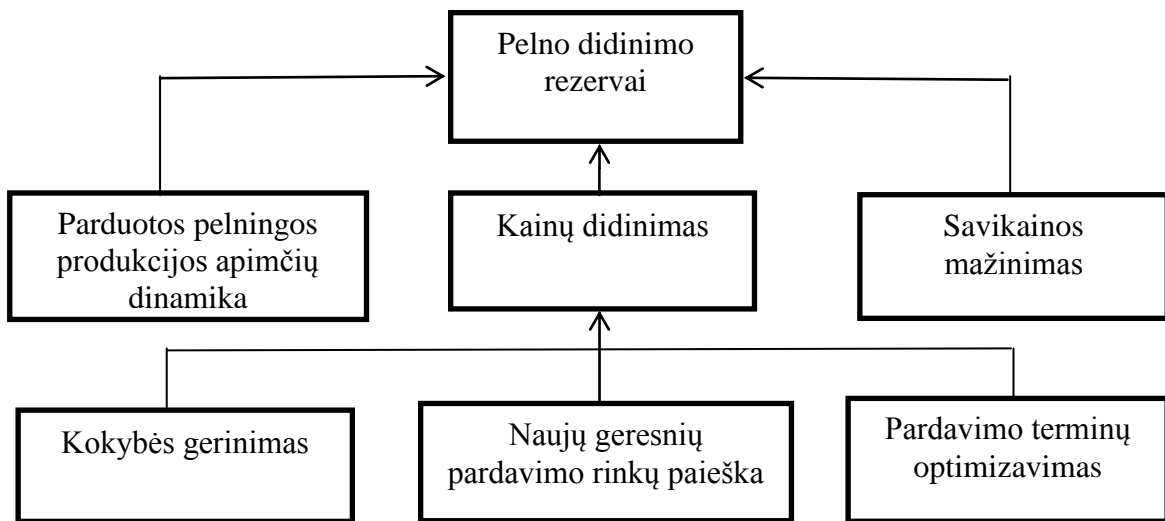 Pelno didinimo
rezervai
Parduotos pelningos
produkcijos apimčių
dinamika
Kainų didinimas
Savikainos
mažinimas
Kokybės gerinimas
Naujų geresnių
pardavimo rinkų paieška
Pardavimo terminų
optimizavimas